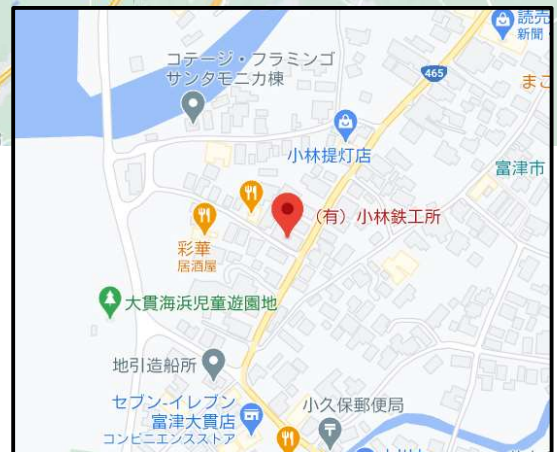 読売
新聞
コテージ・フラミンゴ
サンタモニカ棟
465
まこ
小林提灯店
富津市
(有)小林鉄工所
彩華
居酒屋
大貫海浜児童遊園地
地引造船所
セブン-イレブン
富津大貫店
コンビニエンスストア
小久保郵便局